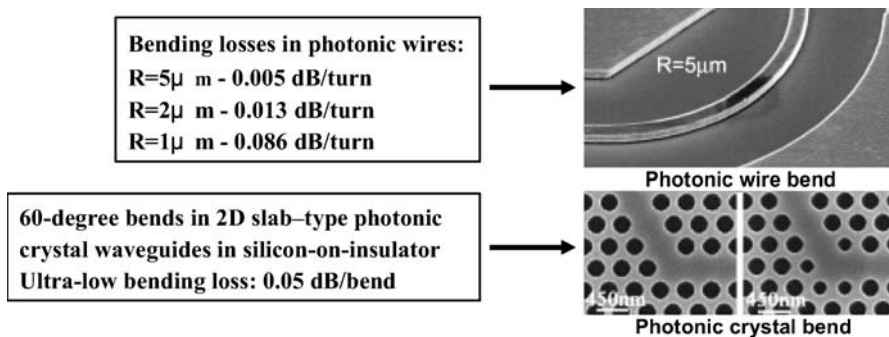 Bending losses in photonic wires:
R=5μ m - 0.005 dB/turn
R=2μ m - 0.013 dB/turn
R=1μ m - 0.086 dB/turn
R=5μm
Photonic wire bend
60-degree bends in 2D slab–type photonic
crystal waveguides in silicon-on-insulator
Ultra-low bending loss: 0.05 dB/bend
450nm
450nm
Photonic crystal bend